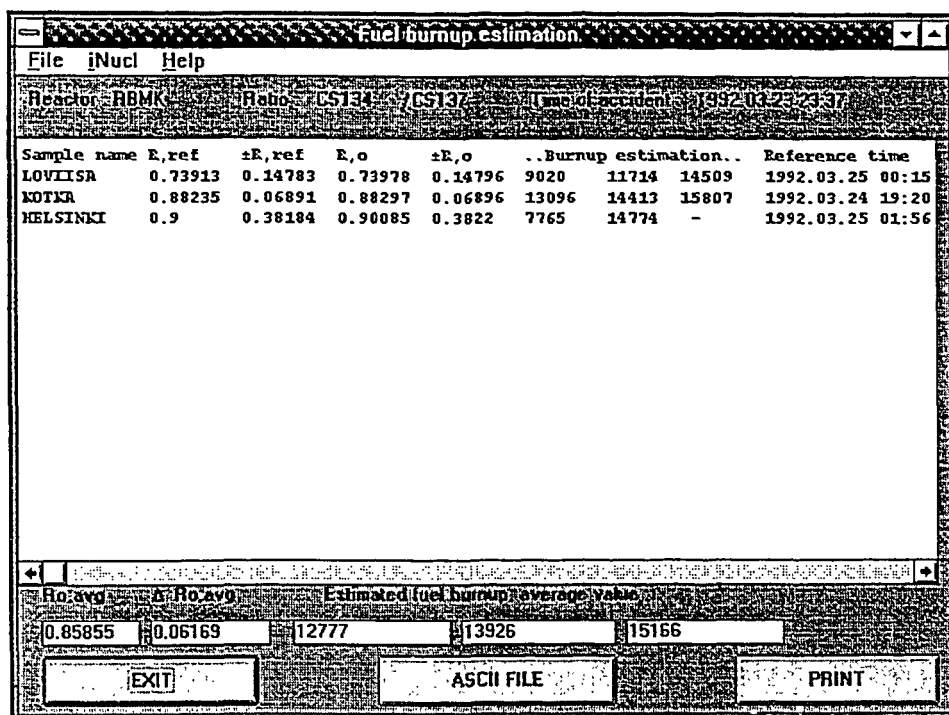 Fuel burnup estimation
File iNucl Help
Reactor RBMK Ratio CS134 / CS137 Time of accident 1992-03-23 23:37
Sample name R,ref ±R,ref R,o ±R,o ..Burnup estimation.. Reference time
LOVIISA 0.73913 0.14783 0.73978 0.14796 9020 11714 14509 1992.03.25 00:15
KOTKA 0.88235 0.06891 0.88297 0.06896 13096 14413 15807 1992.03.24 19:20
HELSINKI 0.9 0.38184 0.90085 0.3822 7765 14774 - 1992.03.25 01:56
Ro,avg Δ Ro,avg Estimated fuel burnup, average value
0.85855 0.06169 12777 13926 15166
EXIT ASCII FILE PRINT